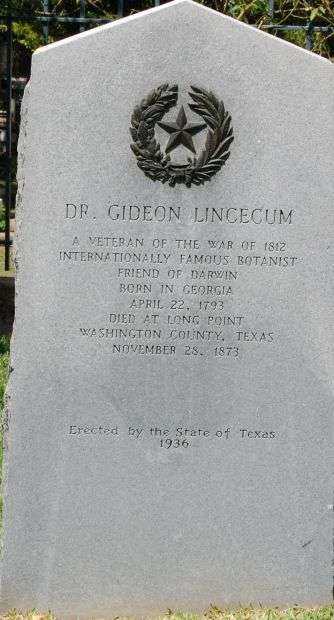 DR. GIDEON LINCECUM
A VETERAN OF THE WAR OF 1812
INTERNATIONALLY FAMOUS BOTANIST
FRIEND OF DARWIN
BORN IN GEORGIA
APRIL 22, 1793
DIED AT LONG POINT
WASHINGTON COUNTY, TEXAS
NOVEMBER 28, 1873
Erected by the State of Texas
1936